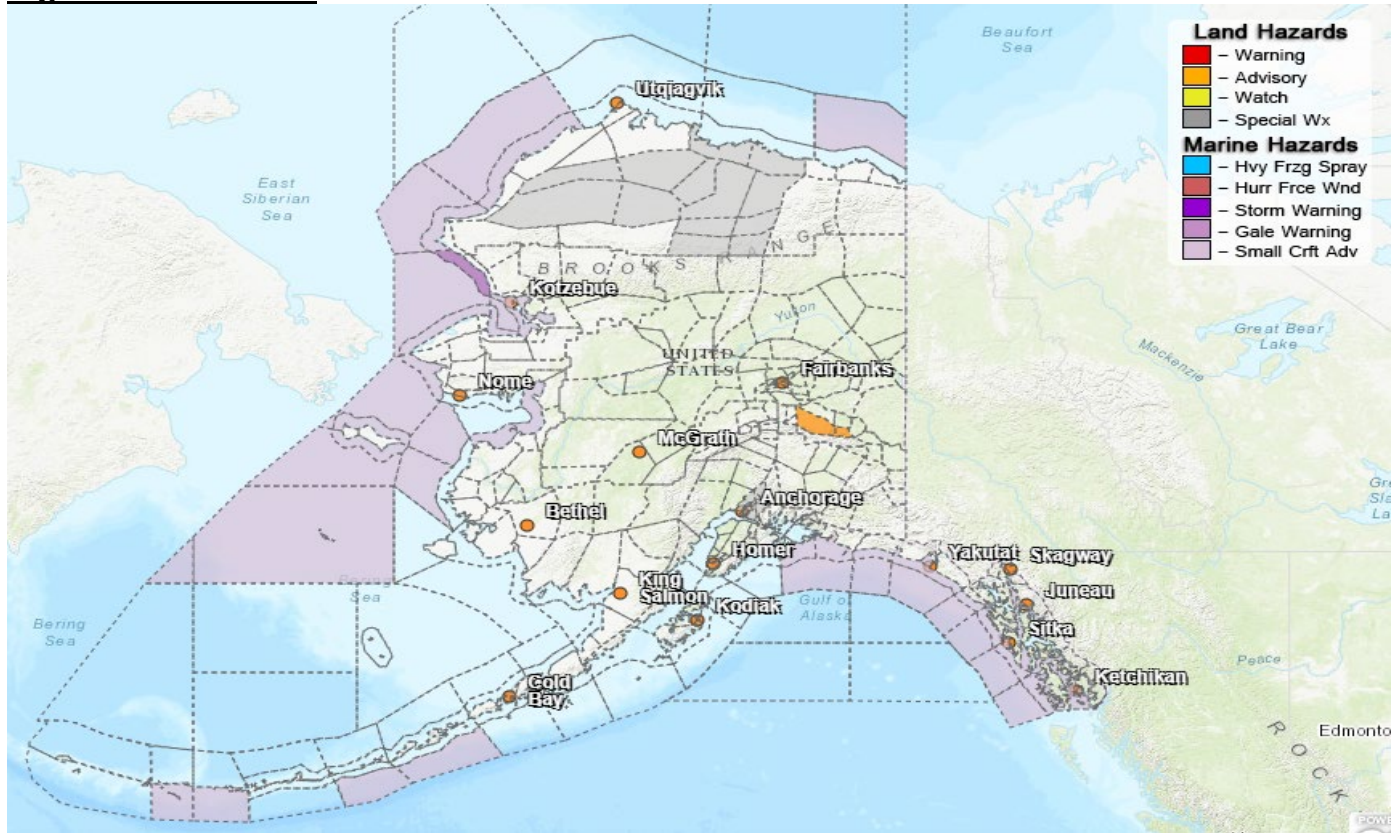 Land Hazards
– Warning
– Advisory
– Watch
– Special Wx
Marine Hazards
– Hvy Frzg Spray
– Hurr Frce Wnd
– Storm Warning
– Gale Warning
– Small Crft Adv
Beaufort
Sea
Utqiagvik
East
Siberian
Sea
BROOKS RANGE
Kotzebue
Yukon
Great Bear
Lake
Mackenzie
UNITED
STATES
Fairbanks
Nome
McGrath
Anchorage
Bethel
Homer
Yakutat
Skagway
King
Salmon
Juneau
Kodiak
Gulf of
Alaska
Bering
Sea
Sea
Sitka
Peace
Ketchikan
Cold
Bay
Edmonto
ROCK